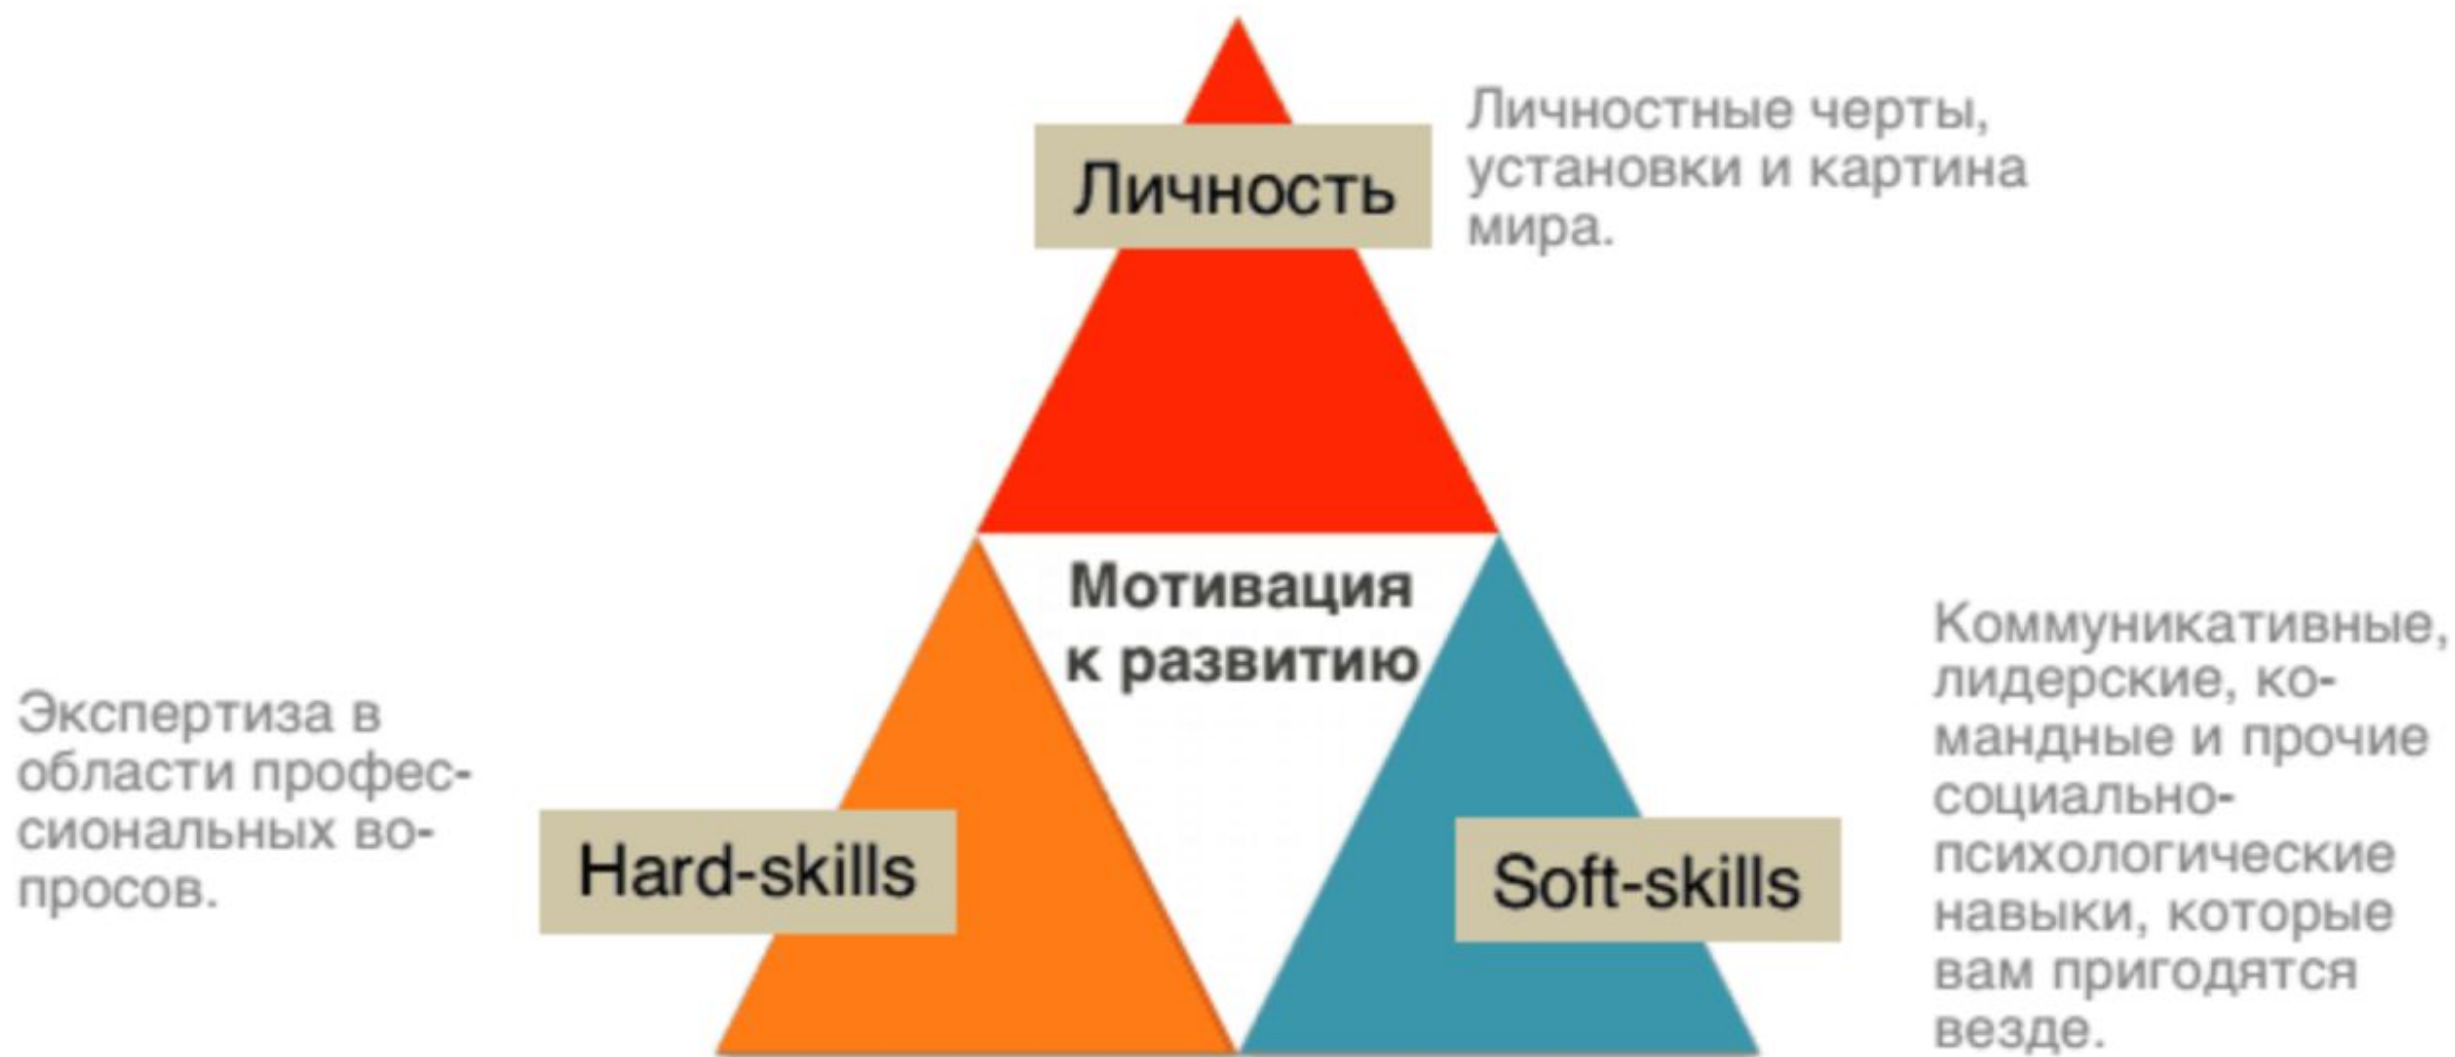 Личность
Личностные черты,
установки и картина
мира.
Мотивация
к развитию
Экспертиза в
области профес-
сиональных во-
просов.
Hard-skills
Soft-skills
Коммуникативные,
лидерские, ко-
мандные и прочие
социально-
психологические
навыки, которые
вам пригодятся
везде.